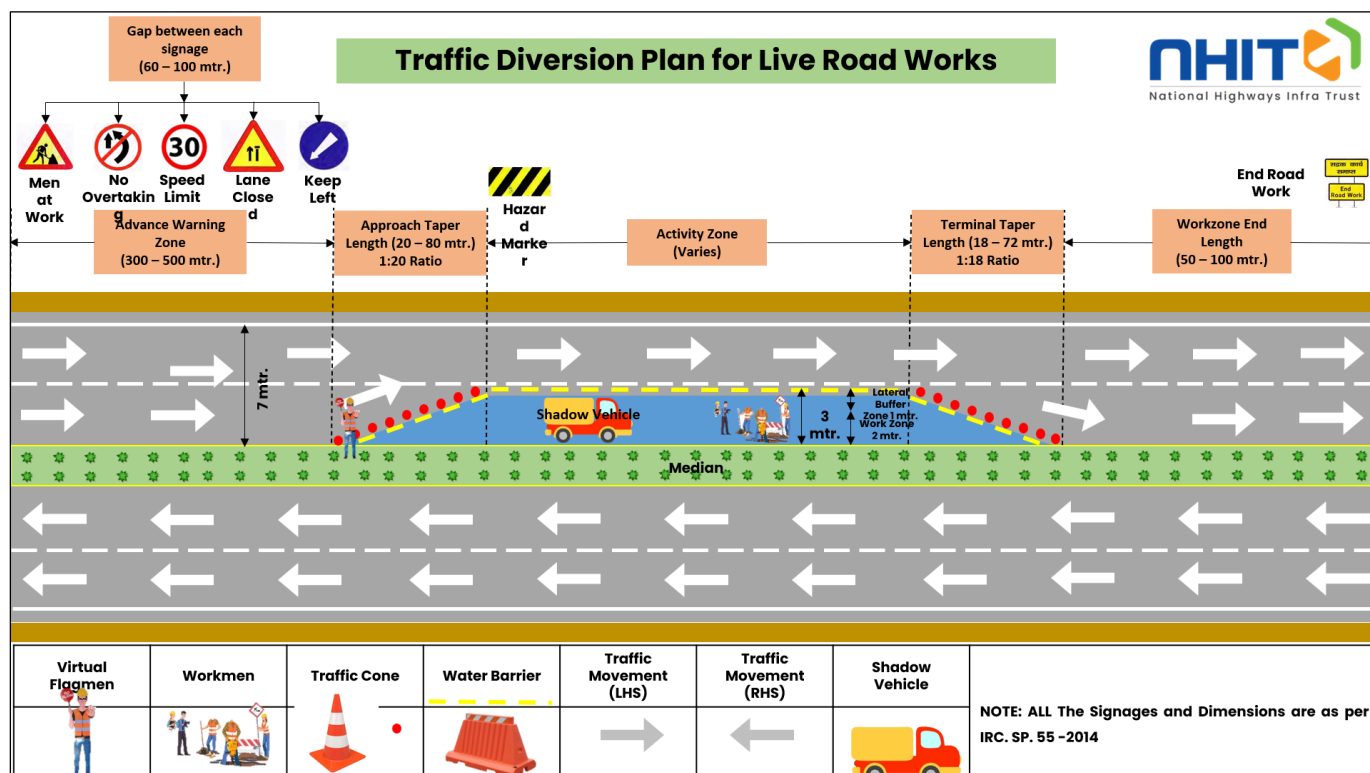 Gap between each
signage
(60 – 100 mtr.)
Traffic Diversion Plan for Live Road Works
NHIT
National Highways Infra Trust
30
Men
at
Work
No
Overtakin
g
Speed
Limit
Lane
Close
d
Keep
Left
Hazar
d
Marke
r
End Road
Work
सड़क कार्य
समाप्त
End
Road Work
Advance Warning
Zone
(300 – 500 mtr.)
Approach Taper
Length (20 – 80 mtr.)
1:20 Ratio
Activity Zone
(Varies)
Terminal Taper
Length (18 – 72 mtr.)
1:18 Ratio
Workzone End
Length
(50 – 100 mtr.)
7 mtr.
Shadow Vehicle
3
mtr.
Lateral
Buffer
Zone 1 mtr.
Work Zone
2 mtr.
Median
Virtual
Flagmen
Workmen
Traffic Cone
Water Barrier
Traffic
Movement
(LHS)
Traffic
Movement
(RHS)
Shadow
Vehicle
NOTE: ALL The Signages and Dimensions are as per
IRC. SP. 55 -2014